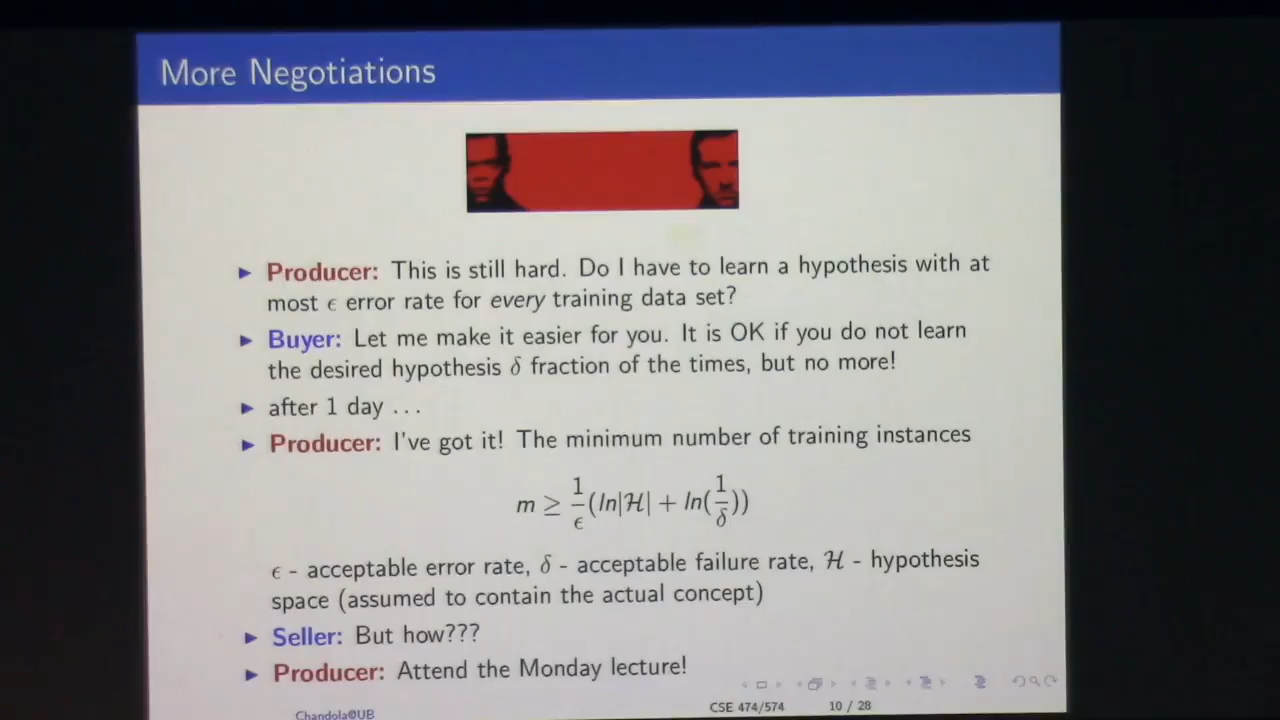 More Negotiations
▶ Producer: This is still hard. Do I have to learn a hypothesis with at
most ϵ error rate for every training data set?
▶ Buyer: Let me make it easier for you. It is OK if you do not learn
the desired hypothesis δ fraction of the times, but no more!
▶ after 1 day ...
▶ Producer: I've got it! The minimum number of training instances
m ≥ 1/ϵ (ln|ℋ| + ln(1/δ))
ϵ - acceptable error rate, δ - acceptable failure rate, ℋ - hypothesis
space (assumed to contain the actual concept)
▶ Seller: But how???
▶ Producer: Attend the Monday lecture!
Chandola@UB CSE 474/574 10 / 28